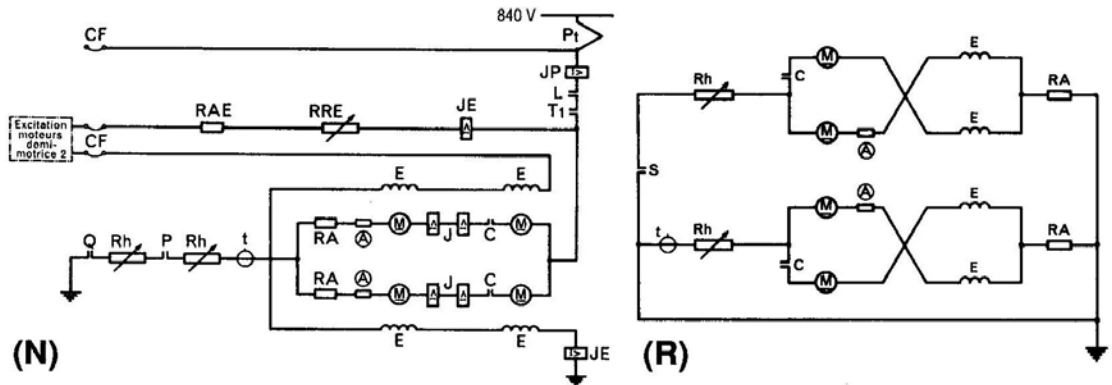 840 V
CF
Pt
JP
I>
L
T1
RAE
RRE
JE
<
Excitation
moteurs
demi-
motrice 2
CF
E
E
RA
A
M
J
<
<
C
M
Q
Rh
P
Rh
t
RA
A
M
J
<
<
C
M
E
E
I>
JE
(N)
E
M
C
Rh
RA
M
A
E
S
A
E
M
t
Rh
RA
C
M
E
(R)